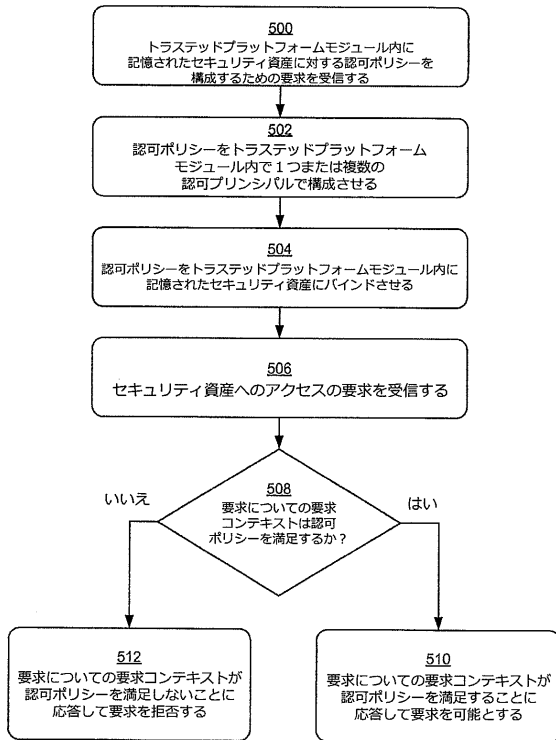 500
トラステッドプラットフォームモジュール内に
記憶されたセキュリティ資産に対する認可ポリシーを
構成するための要求を受信する
502
認可ポリシーをトラステッドプラットフォーム
モジュール内で1つまたは複数の
認可プリンシパルで構成させる
504
認可ポリシーをトラステッドプラットフォームモジュール内に
記憶されたセキュリティ資産にバインドさせる
506
セキュリティ資産へのアクセスの要求を受信する
508
要求についての要求
コンテキストは認可
ポリシーを満足するか?
いいえ
はい
512
要求についての要求コンテキストが
認可ポリシーを満足しないことに
応答して要求を拒否する
510
要求についての要求コンテキストが
認可ポリシーを満足することに
応答して要求を可能とする